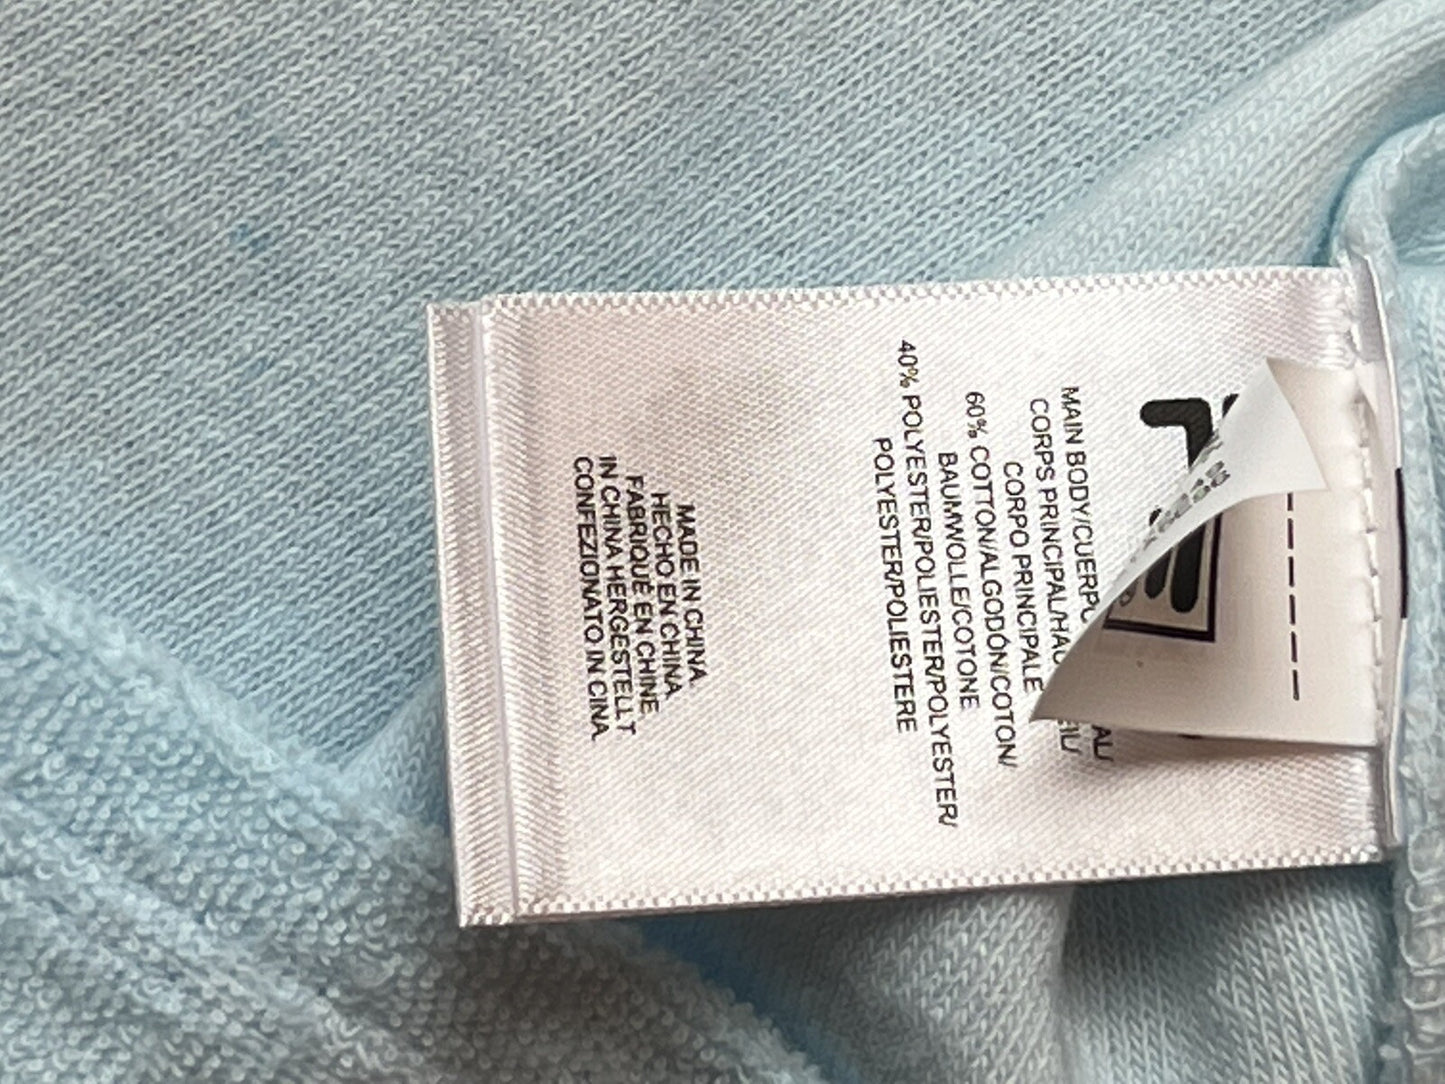 MAIN BODY/CUERPO
CORPS PRINCIPAL/HAU
CORPO PRINCIPALE
60% COTTON/ALGODÓN/COTON/
BAUMWOLLE/COTONE
40% POLYESTER/POLIESTER/POLYESTER/
POLYESTER/POLIESTERE
MADE IN CHINA
HECHO EN CHINA
FABRIQUÉ EN CHINE
IN CHINA HERGESTELLT
CONFEZIONATO IN CINA